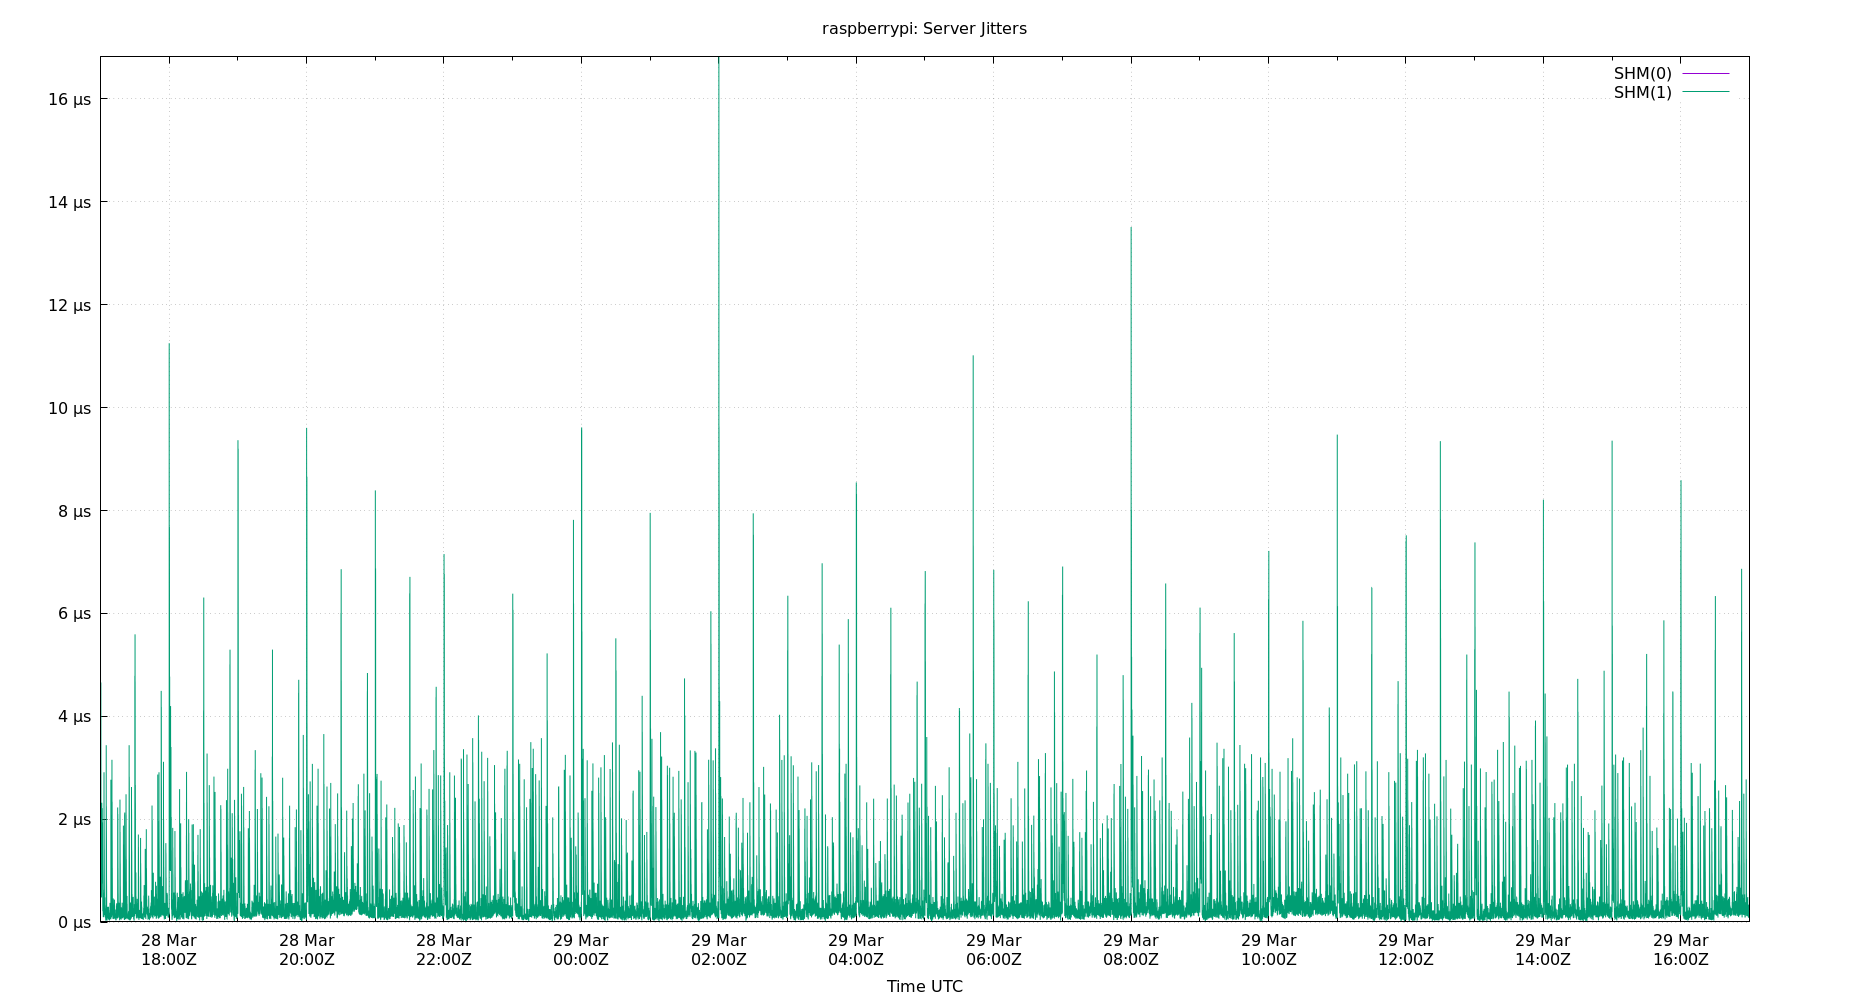 raspberrypi: Server Jitters
SHM(0)
SHM(1)
16 µs
14 µs
12 µs
10 µs
8 µs
6 µs
4 µs
2 µs
0 µs
28 Mar 28 Mar 28 Mar 29 Mar 29 Mar 29 Mar 29 Mar 29 Mar 29 Mar 29 Mar 29 Mar 29 Mar
18:00Z 20:00Z 22:00Z 00:00Z 02:00Z 04:00Z 06:00Z 08:00Z 10:00Z 12:00Z 14:00Z 16:00Z
Time UTC